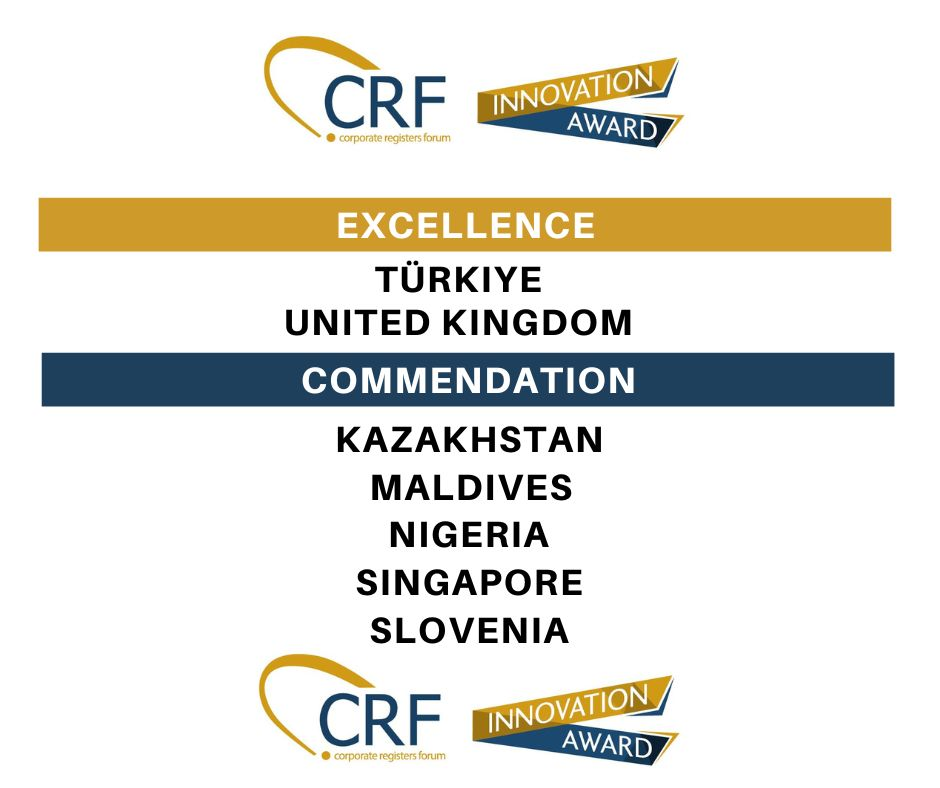 CRF
corporate registers forum
INNOVATION
AWARD
EXCELLENCE
TÜRKIYE
UNITED KINGDOM
COMMENDATION
KAZAKHSTAN
MALDIVES
NIGERIA
SINGAPORE
SLOVENIA
CRF
corporate registers forum
INNOVATION
AWARD